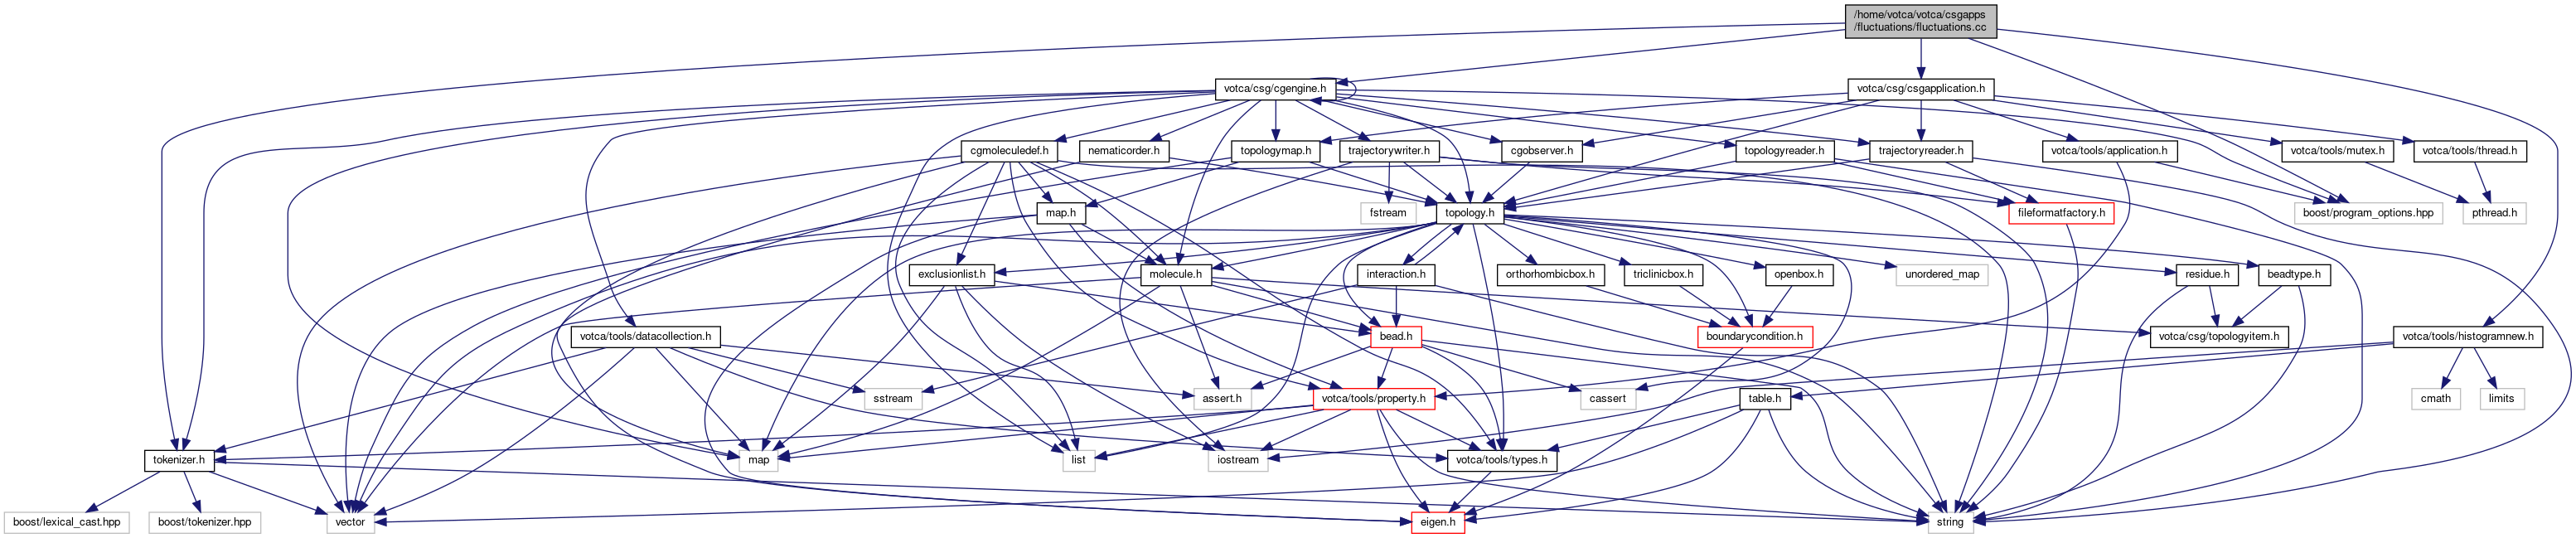 /home/votca/votca/csgapps
/fluctuations/fluctuations.cc
votca/csg/cgengine.h
votca/csg/csgapplication.h
cgmoleculedef.h
nematicorder.h
topologymap.h
trajectorywriter.h
cgobserver.h
topologyreader.h
trajectoryreader.h
votca/tools/application.h
votca/tools/mutex.h
votca/tools/thread.h
map.h
fstream
topology.h
fileformatfactory.h
boost/program_options.hpp
pthread.h
exclusionlist.h
molecule.h
interaction.h
orthorhombicbox.h
triclinicbox.h
openbox.h
unordered_map
residue.h
beadtype.h
votca/tools/datacollection.h
bead.h
boundarycondition.h
votca/csg/topologyitem.h
votca/tools/histogramnew.h
sstream
assert.h
votca/tools/property.h
cassert
table.h
cmath
limits
tokenizer.h
map
list
iostream
votca/tools/types.h
boost/lexical_cast.hpp
boost/tokenizer.hpp
vector
eigen.h
string